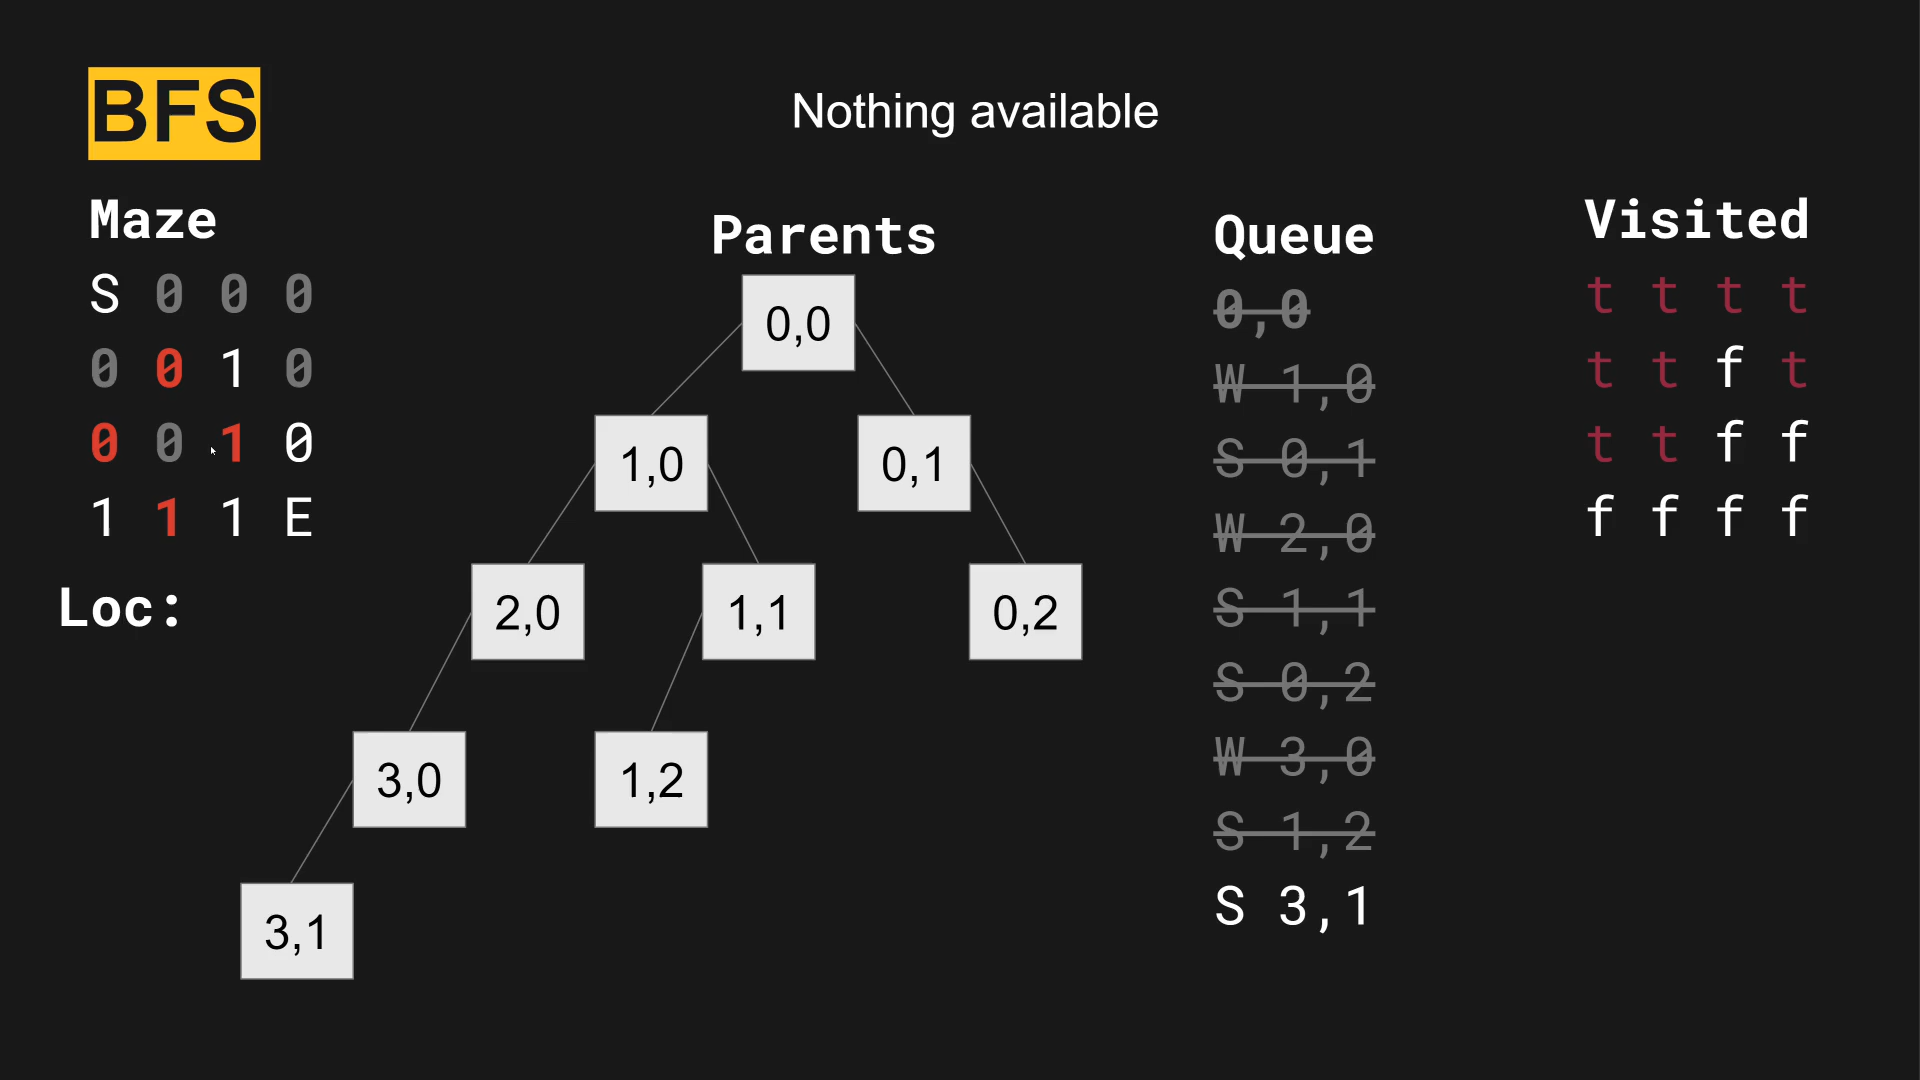 BFS
Nothing available
Maze
S 0 0 0
0 0 1 0
0 0 1 0
1 1 1 E
Loc:
Parents
0,0
1,0
0,1
2,0
1,1
0,2
3,0
1,2
3,1
Queue
0,0
W 1,0
S 0,1
W 2,0
S 1,1
S 0,2
W 3,0
S 1,2
S 3,1
Visited
t t t t
t t f t
t t f f
f f f f